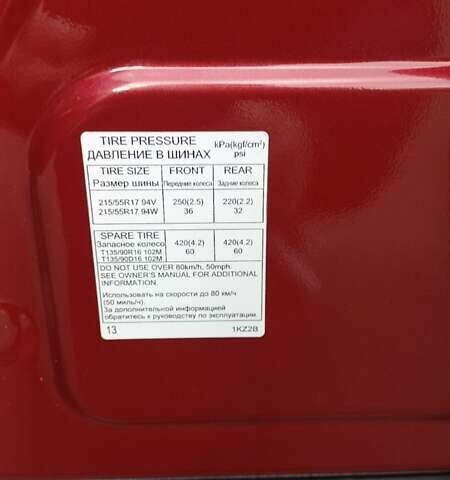 TIRE PRESSURE kPa(kgf/cm²)
ДАВЛЕНИЕ В ШИНАХ psi
TIRE SIZE FRONT REAR
Размер шины Передние колеса Задние колеса
215/55R17 94V 250(2.5) 220(2.2)
215/55R17 94W 36 32
SPARE TIRE
Запасное колесо 420(4.2) 420(4.2)
T135/90R16 102M 60 60
T135/90D16 102M
DO NOT USE OVER 80km/h, 50mph.
SEE OWNER'S MANUAL FOR ADDITIONAL
INFORMATION.
Использовать на скорости до 80 км/ч
(50 миль/ч).
За дополнительной информацией
обратитесь к руководству по эксплуатации.
13 1KZ2B